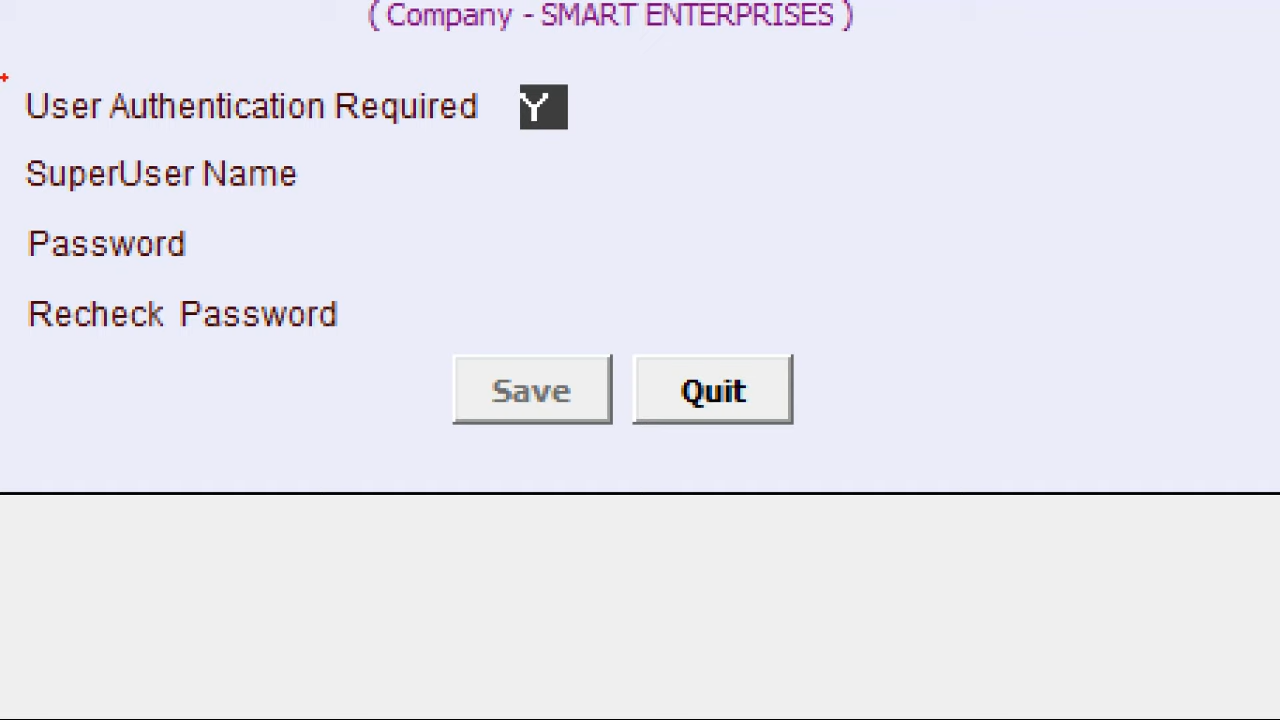 ( Company - SMART ENTERPRISES )
User Authentication Required Y
SuperUser Name
Password
Recheck Password
Save Quit